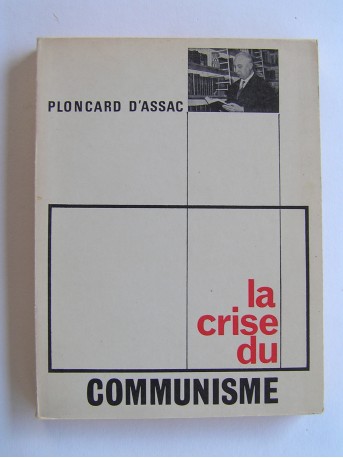 PLONCARD D'ASSAC
la
crise
du
COMMUNISME